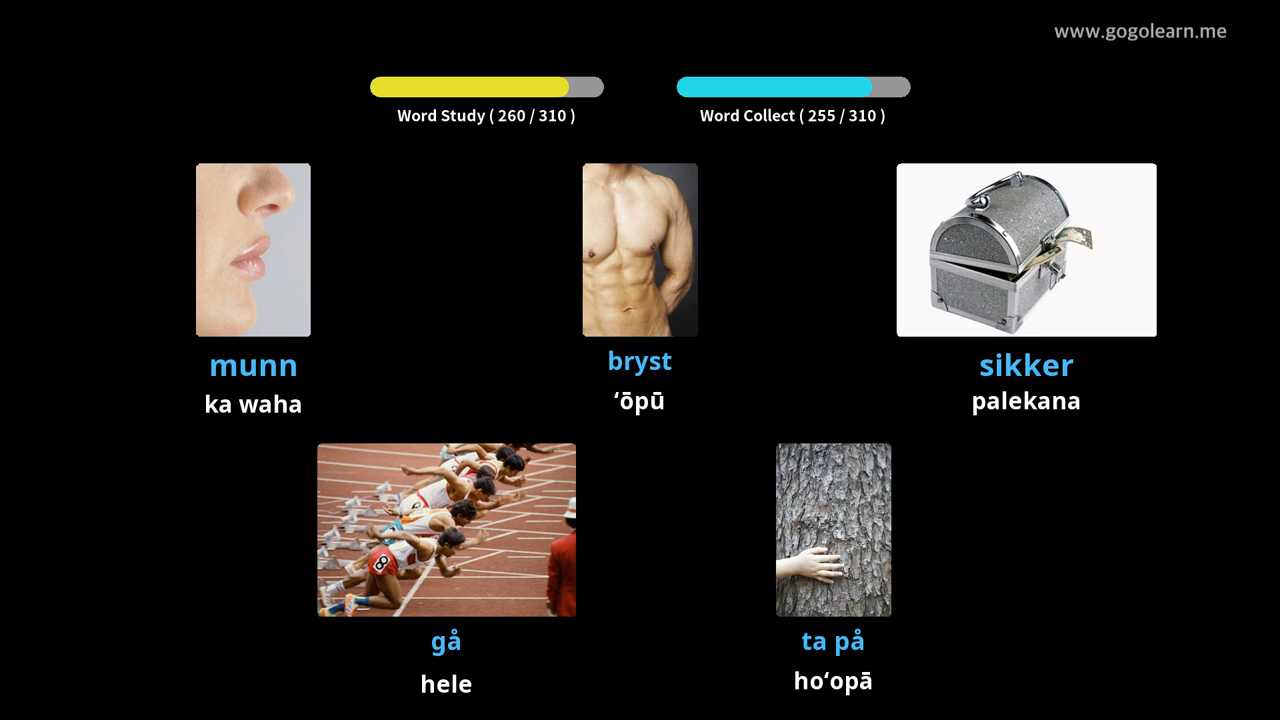 www.gogolearn.me
Word Study ( 260 / 310 )
Word Collect ( 255 / 310 )
munn
ka waha
bryst
ʻōpū
sikker
palekana
8
gå
hele
ta på
hoʻopā